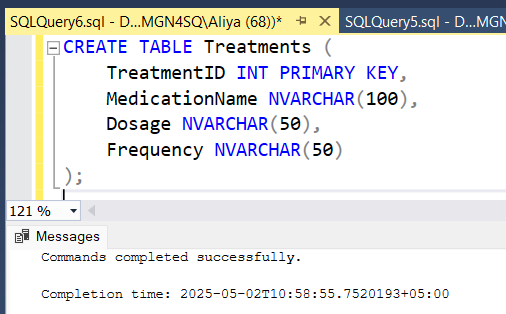 SQLQuery6.sql - D...MGN4SQ\Aliya (68))* SQLQuery5.sql - D...MGN
CREATE TABLE Treatments (
TreatmentID INT PRIMARY KEY,
MedicationName NVARCHAR(100),
Dosage NVARCHAR(50),
Frequency NVARCHAR(50)
);
121 %
Messages
Commands completed successfully.
Completion time: 2025-05-02T10:58:55.7520193+05:00